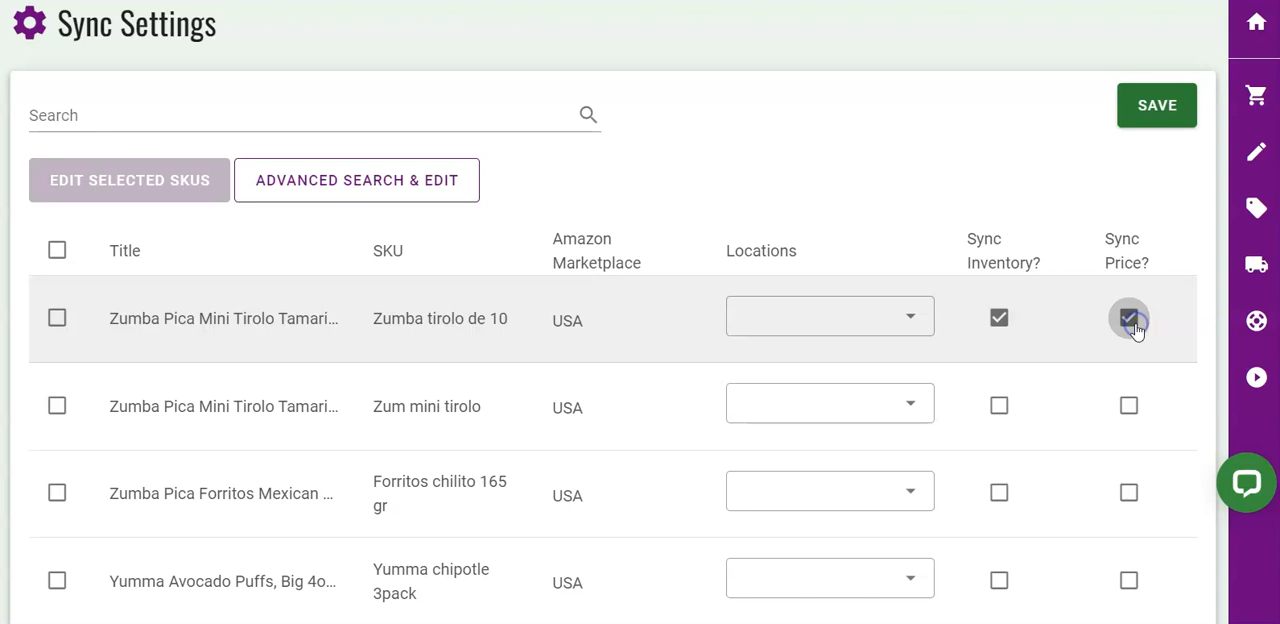 Sync Settings
Search
SAVE
EDIT SELECTED SKUS
ADVANCED SEARCH & EDIT
Title
SKU
Amazon
Marketplace
Locations
Sync
Inventory?
Sync
Price?
Zumba Pica Mini Tirolo Tamari...
Zumba tirolo de 10
USA
Zumba Pica Mini Tirolo Tamari...
Zum mini tirolo
USA
Zumba Pica Forritos Mexican ...
Forritos chilito 165
gr
USA
Yumma Avocado Puffs, Big 4o...
Yumma chipotle
3pack
USA